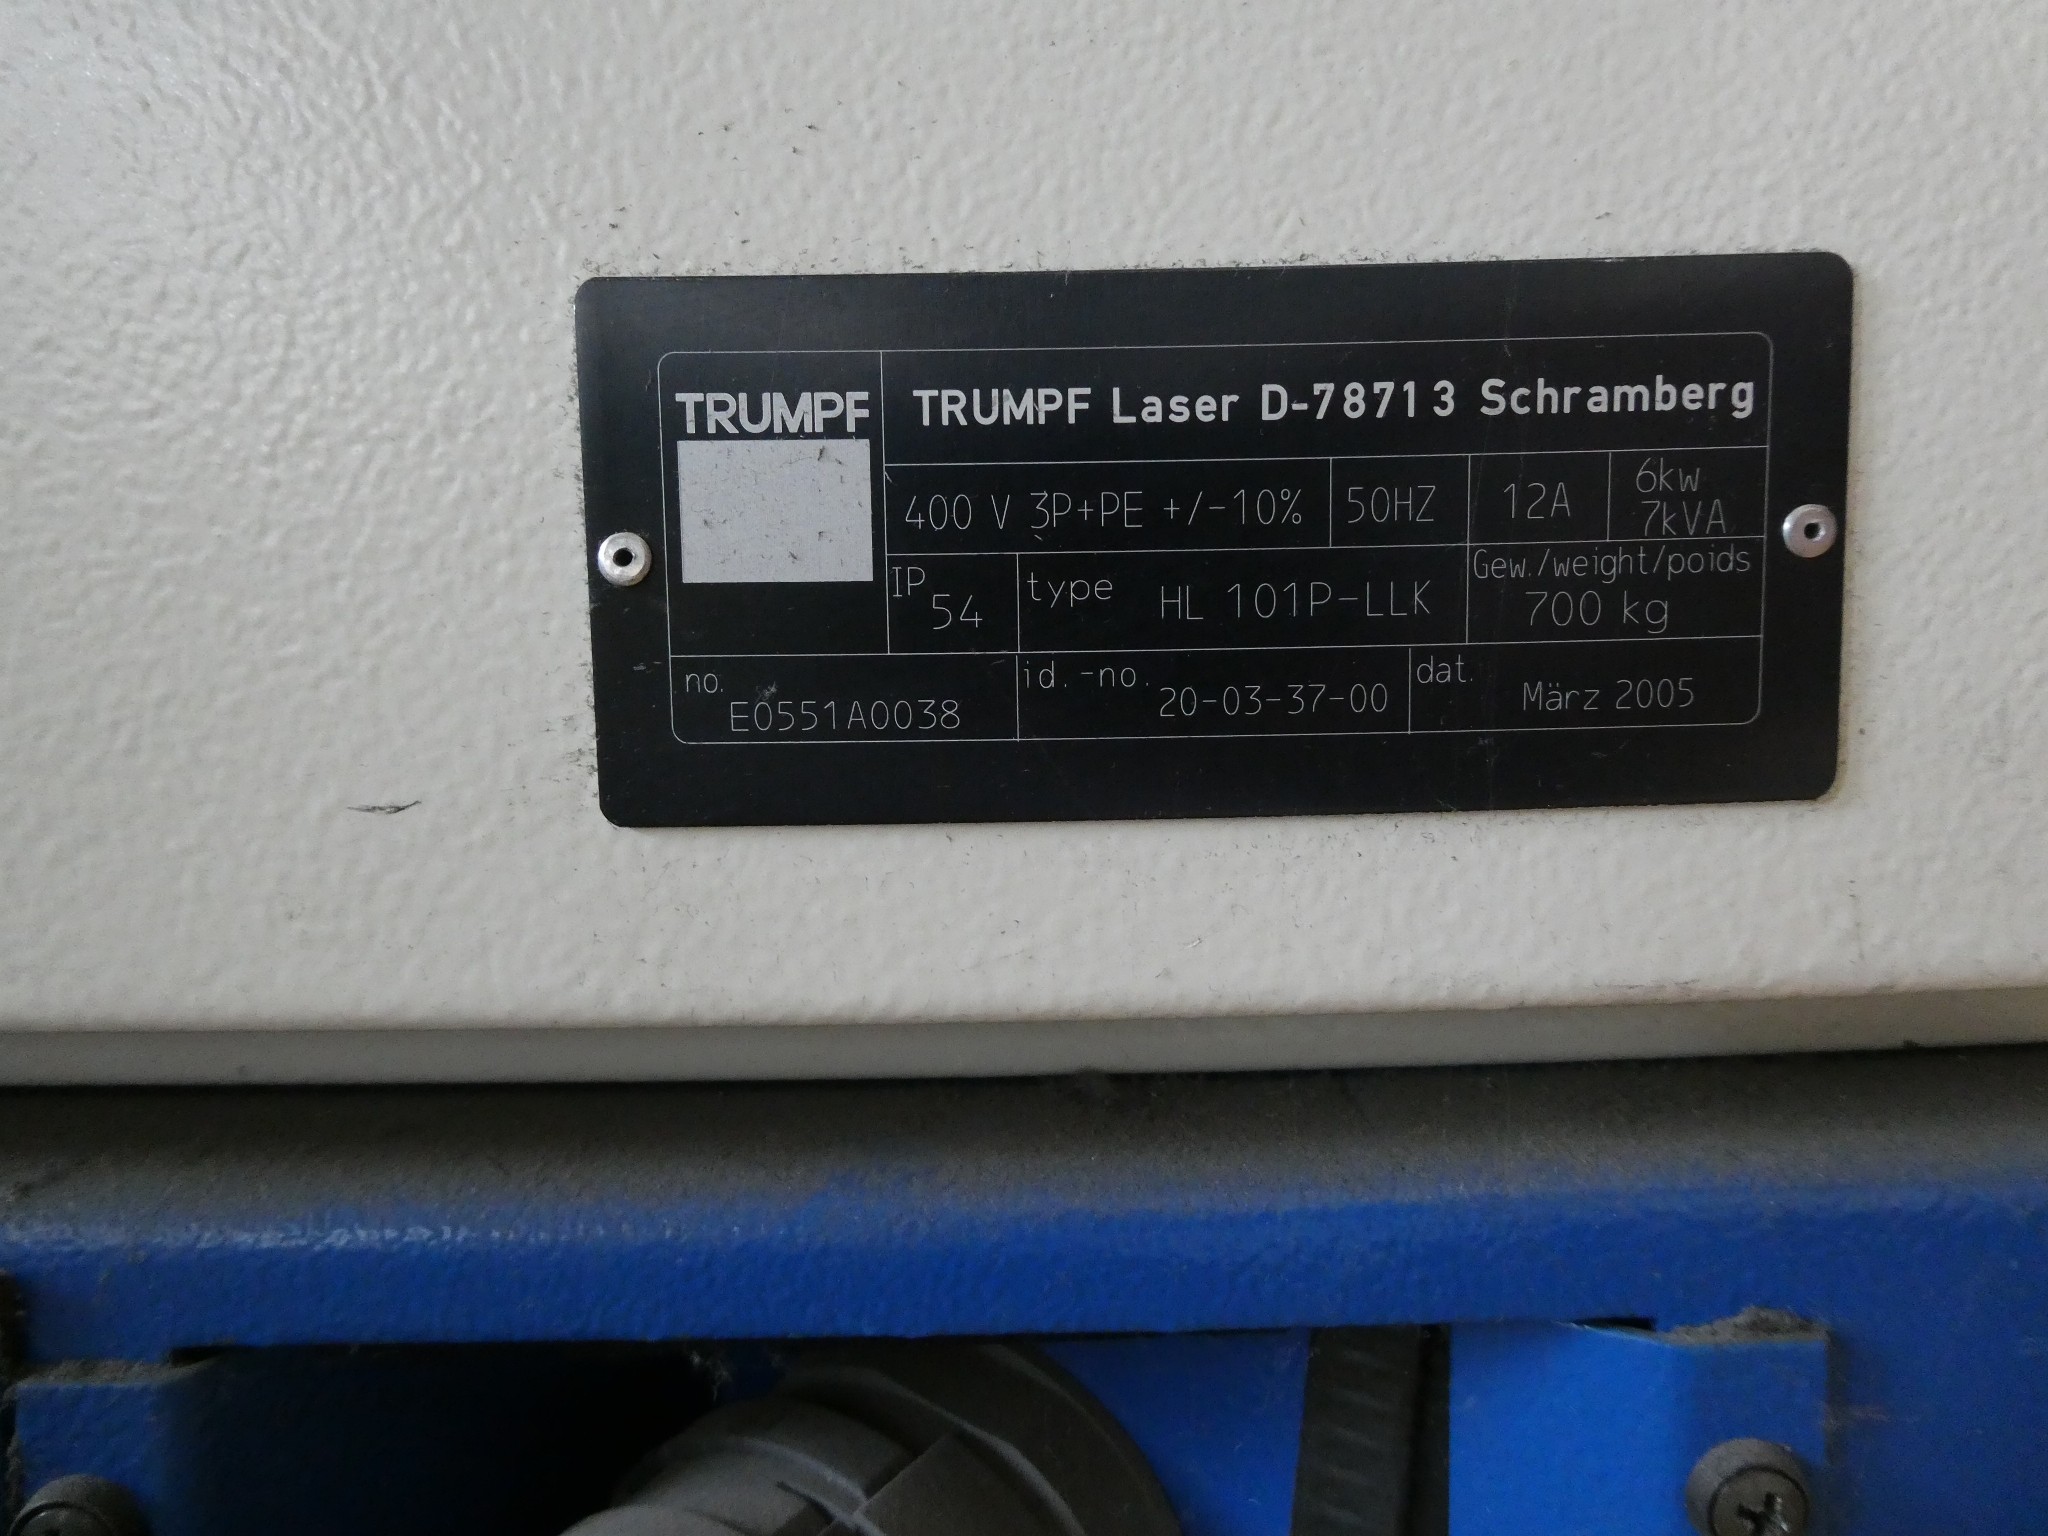 TRUMPF
TRUMPF Laser D-78713 Schramberg
400 V 3P+PE +/-10% 50HZ 12A 6kw
7kVA
IP 54 type HL 101P-LLK Gew./weight/poids
700 kg
no. E0551A0038 id.-no. 20-03-37-00 dat. März 2005